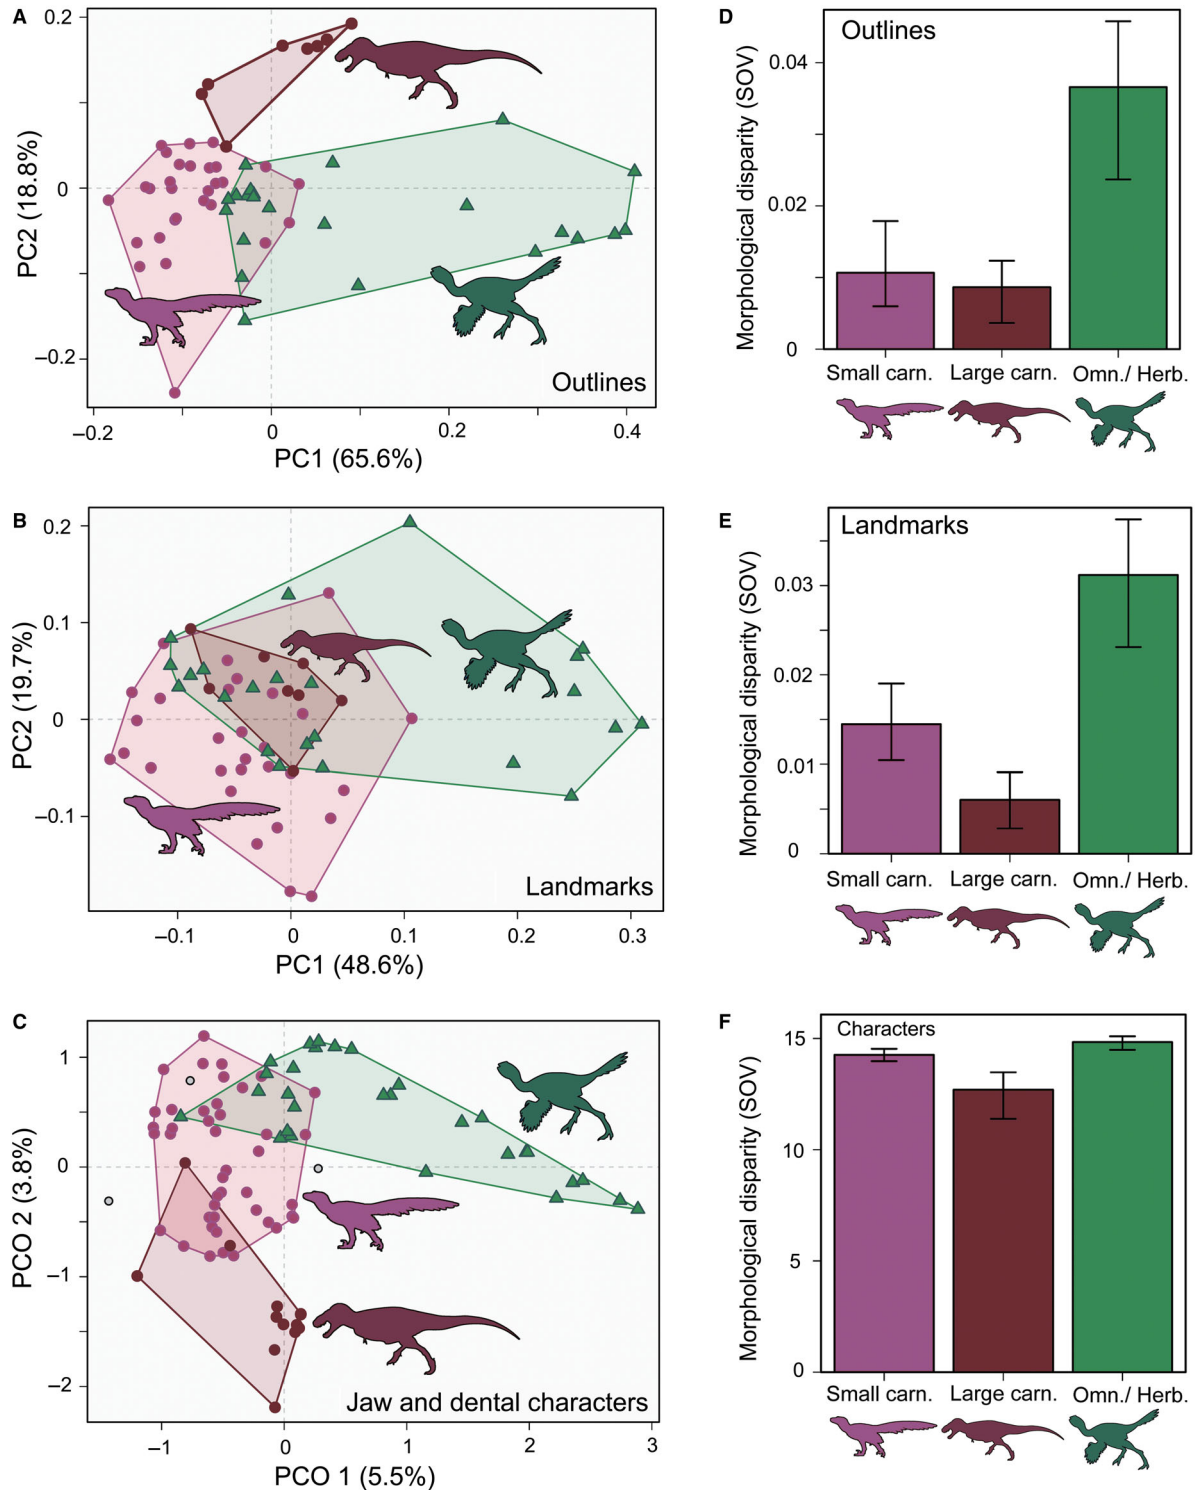 A
0.2
0
−0.2
PC2 (18.8%)
−0.2
0
0.2
0.4
PC1 (65.6%)
Outlines
D
Outlines
0.04
0.02
0
Morphological disparity (SOV)
Small carn.
Large carn.
Omn./ Herb.
B
0.2
0.1
0
−0.1
PC2 (19.7%)
−0.1
0
0.1
0.2
0.3
PC1 (48.6%)
Landmarks
E
Landmarks
0.03
0.02
0.01
0
Morphological disparity (SOV)
Small carn.
Large carn.
Omn./ Herb.
C
1
0
−1
−2
PCO 2 (3.8%)
−1
0
1
2
3
PCO 1 (5.5%)
Jaw and dental characters
F
Characters
15
10
5
0
Morphological disparity (SOV)
Small carn.
Large carn.
Omn./ Herb.